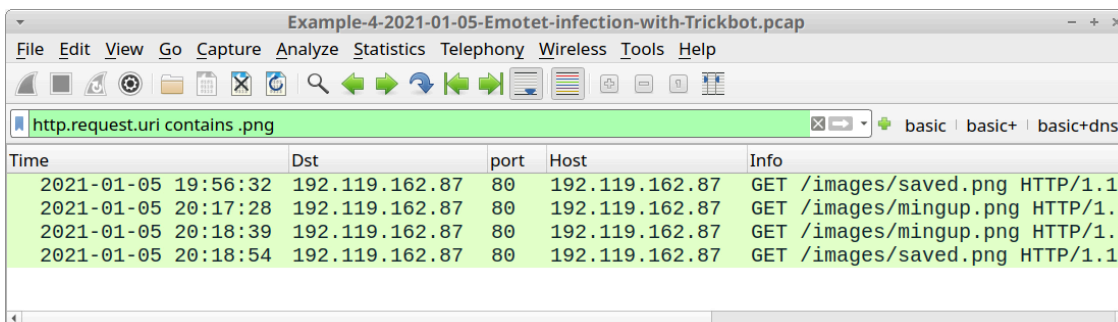 Example-4-2021-01-05-Emotet-infection-with-Trickbot.pcap
File Edit View Go Capture Analyze Statistics Telephony Wireless Tools Help
http.request.uri contains .png basic basic+ basic+dns
Time Dst port Host Info
2021-01-05 19:56:32 192.119.162.87 80 192.119.162.87 GET /images/saved.png HTTP/1.1
2021-01-05 20:17:28 192.119.162.87 80 192.119.162.87 GET /images/mingup.png HTTP/1.
2021-01-05 20:18:39 192.119.162.87 80 192.119.162.87 GET /images/mingup.png HTTP/1.
2021-01-05 20:18:54 192.119.162.87 80 192.119.162.87 GET /images/saved.png HTTP/1.1